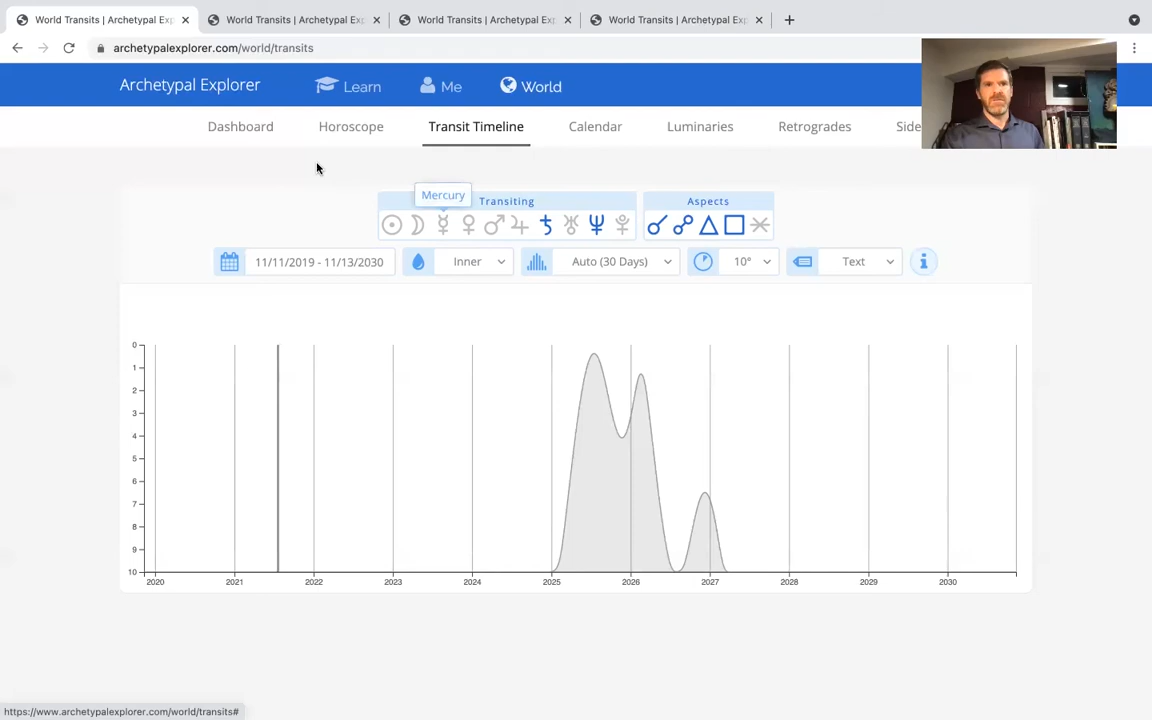 World Transits | Archetypal Ex
World Transits | Archetypal Ex
World Transits | Archetypal Ex
World Transits | Archetypal Ex
archetypalexplorer.com/world/transits
Archetypal Explorer
Learn
Me
World
Dashboard
Horoscope
Transit Timeline
Calendar
Luminaries
Retrogrades
Side
Mercury
Transiting
Aspects
11/11/2019 - 11/13/2030
Inner
Auto (30 Days)
10°
Text
i
0
1
2
3
4
5
6
7
8
9
10
2020 2021 2022 2023 2024 2025 2026 2027 2028 2029 2030
https://www.archetypalexplorer.com/world/transits#